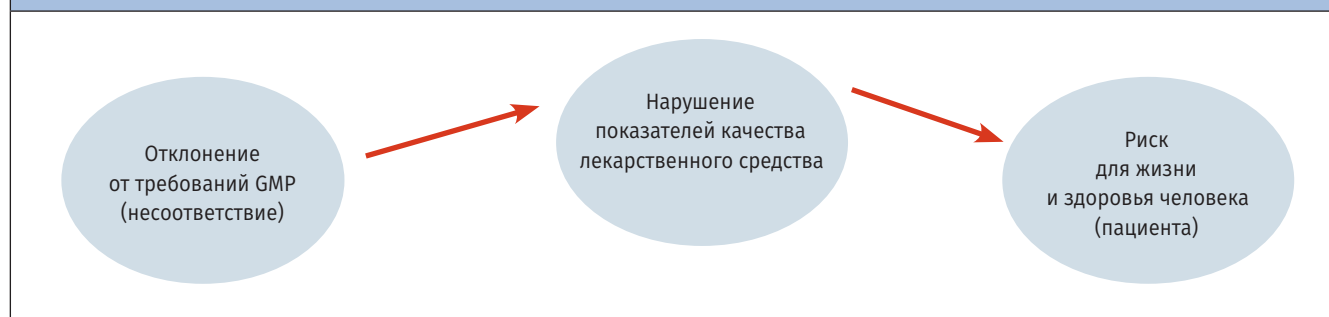 Отклонение
от требований GMP
(несоответствие)
Нарушение
показателей качества
лекарственного средства
Риск
для жизни
и здоровья человека
(пациента)